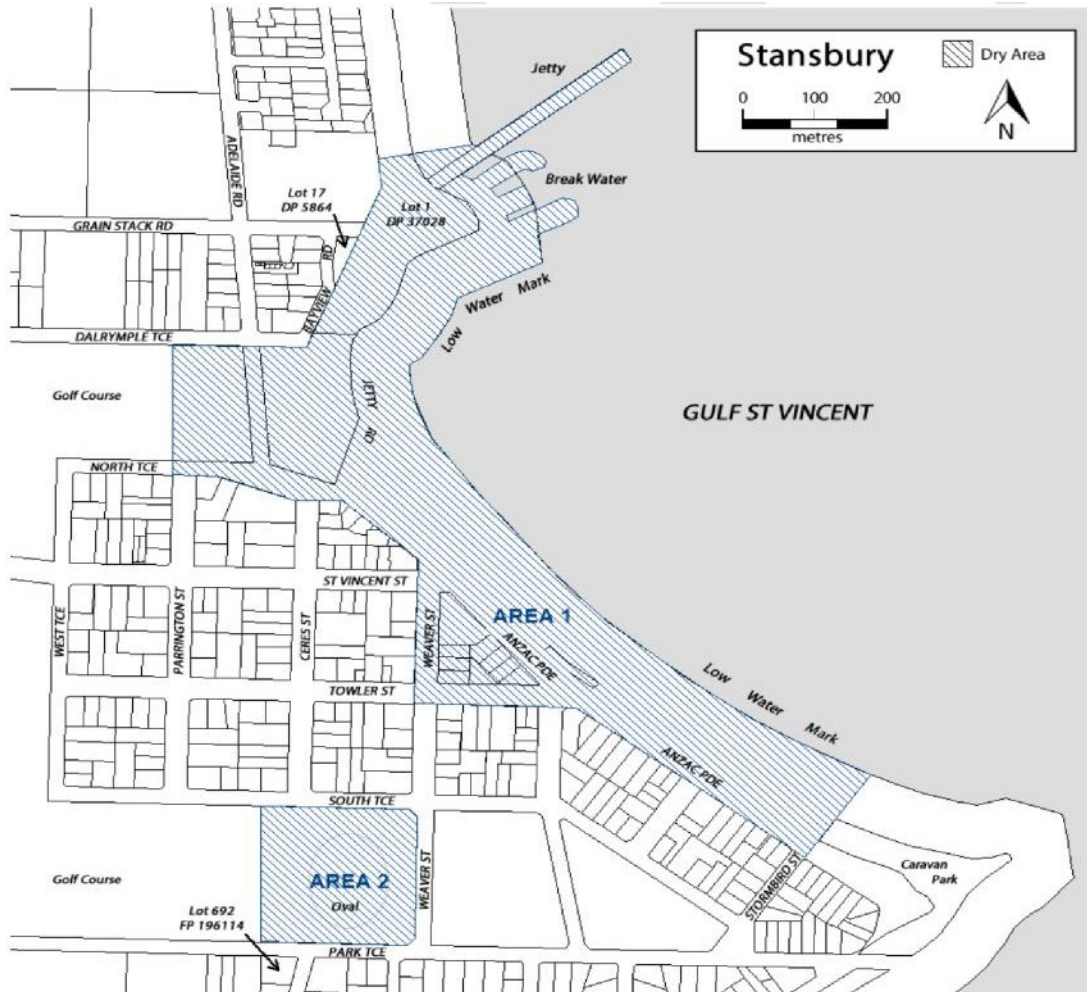 Stansbury
Dry Area
0 100 200
metres
N
Jetty
Break Water
Lot 17
DP 5864
Lot 1
DP 37028
ADELAIDE RD
GRAIN STACK RD
BAYVIEW RD
Low Water Mark
DALRYMPLE TCE
Golf Course
JETTY RD
GULF ST VINCENT
NORTH TCE
ST VINCENT ST
AREA 1
WEST TCE
PARRINGTON ST
CERES ST
WEAVER ST
ANZAC PDE
TOWLER ST
Low Water Mark
ANZAC PDE
SOUTH TCE
Golf Course
AREA 2
Oval
WEAVER ST
STORMBIRD ST
Caravan
Park
Lot 692
FP 196114
PARK TCE